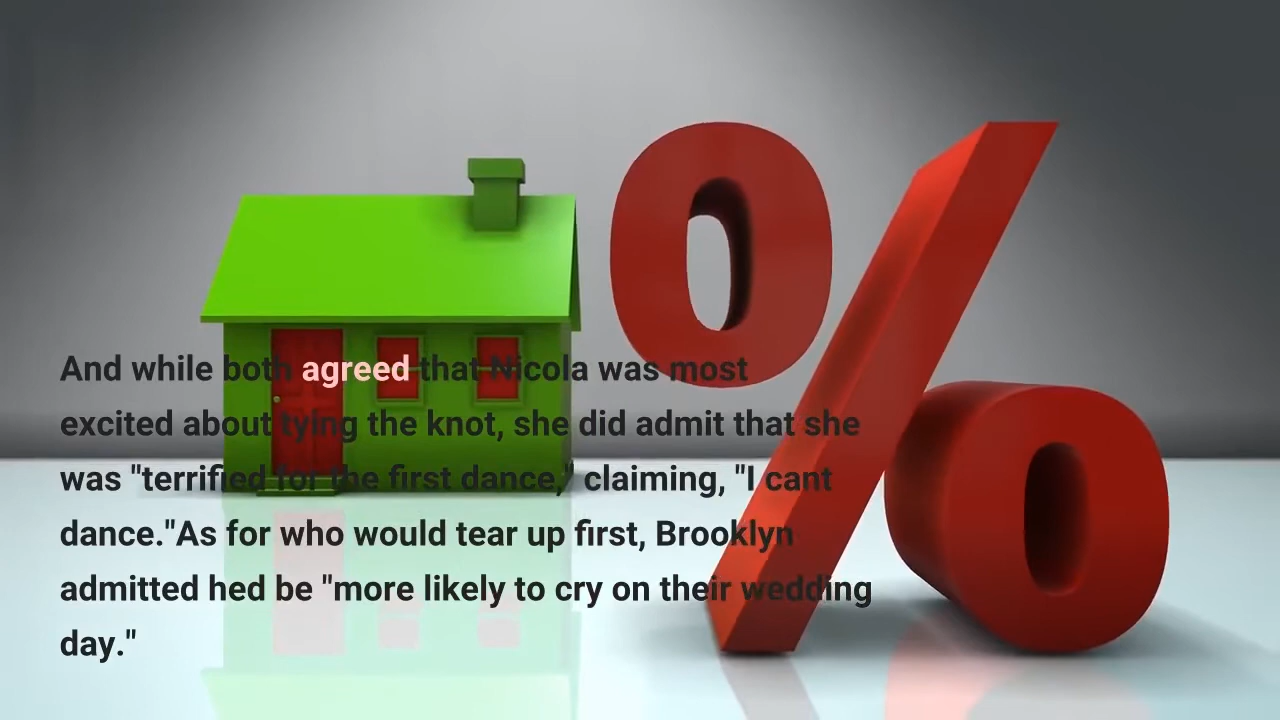 And while both agreed that Nicola was most
excited about tying the knot, she did admit that she
was "terrified for the first dance," claiming, "I cant
dance."As for who would tear up first, Brooklyn
admitted hed be "more likely to cry on their wedding
day."
%